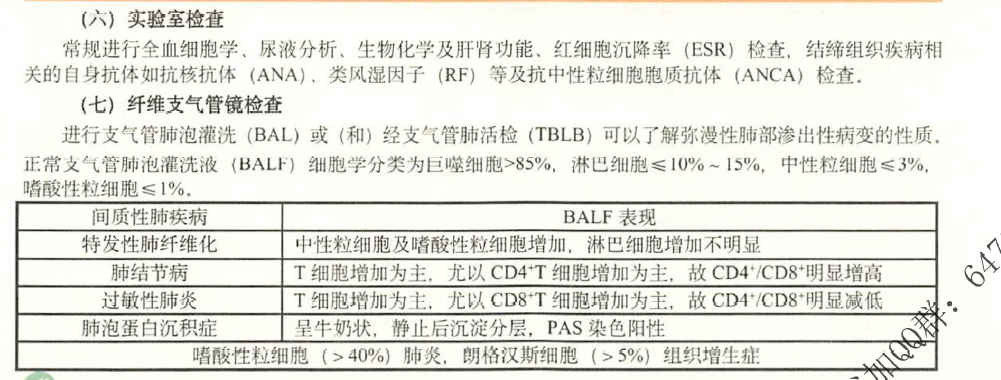 （六）实验室检查
常规进行全血细胞学、尿液分析、生物化学及肝肾功能、红细胞沉降率（ESR）检查，结缔组织疾病相
关的自身抗体如抗核抗体（ANA）、类风湿因子（RF）等及抗中性粒细胞胞质抗体（ANCA）检查。
（七）纤维支气管镜检查
进行支气管肺泡灌洗（BAL）或（和）经支气管肺活检（TBLB）可以了解弥漫性肺部渗出性病变的性质。
正常支气管肺泡灌洗液（BALF）细胞学分类为巨噬细胞>85%，淋巴细胞≤10%～15%，中性粒细胞≤3%，
嗜酸性粒细胞≤1%。
间质性肺疾病 BALF 表现
特发性肺纤维化 中性粒细胞及嗜酸性粒细胞增加，淋巴细胞增加不明显
肺结节病 T 细胞增加为主，尤以 CD4⁺T 细胞增加为主，故 CD4⁺/CD8⁺明显增高
过敏性肺炎 T 细胞增加为主，尤以 CD8⁺T 细胞增加为主，故 CD4⁺/CD8⁺明显减低
肺泡蛋白沉积症 呈牛奶状，静止后沉淀分层，PAS 染色阳性
嗜酸性粒细胞（>40%）肺炎，朗格汉斯细胞（>5%）组织增生症
加QQ群：647